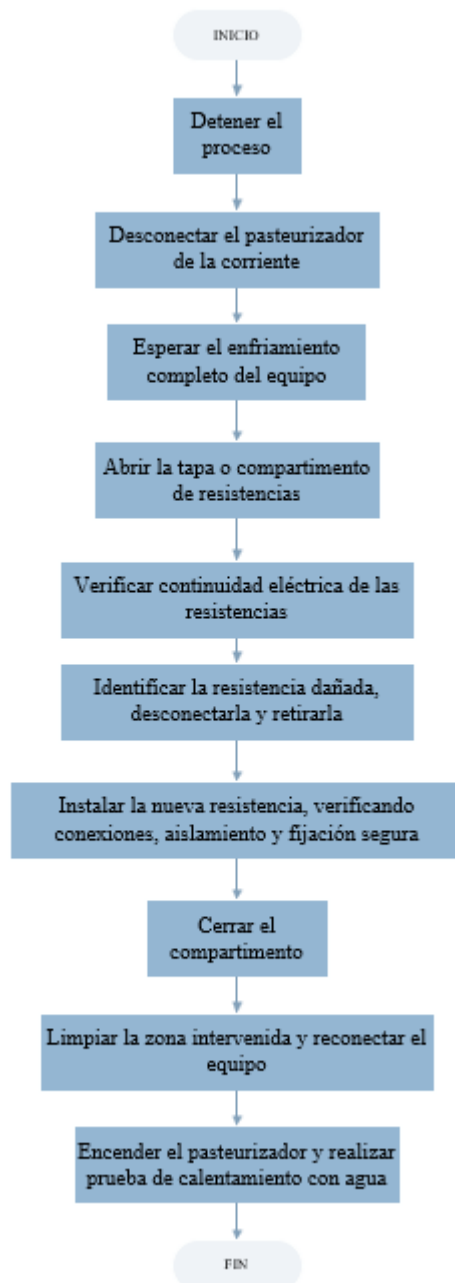 INICIO
Detener el
proceso
Desconectar el pasteurizador
de la corriente
Esperar el enfriamiento
completo del equipo
Abrir la tapa o compartimento
de resistencias
Verificar continuidad eléctrica de las
resistencias
Identificar la resistencia dañada,
desconectarla y retirarla
Instalar la nueva resistencia, verificando
conexiones, aislamiento y fijación segura
Cerrar el
compartimento
Limpiar la zona intervenida y reconectar el
equipo
Encender el pasteurizador y realizar
prueba de calentamiento con agua
FIN